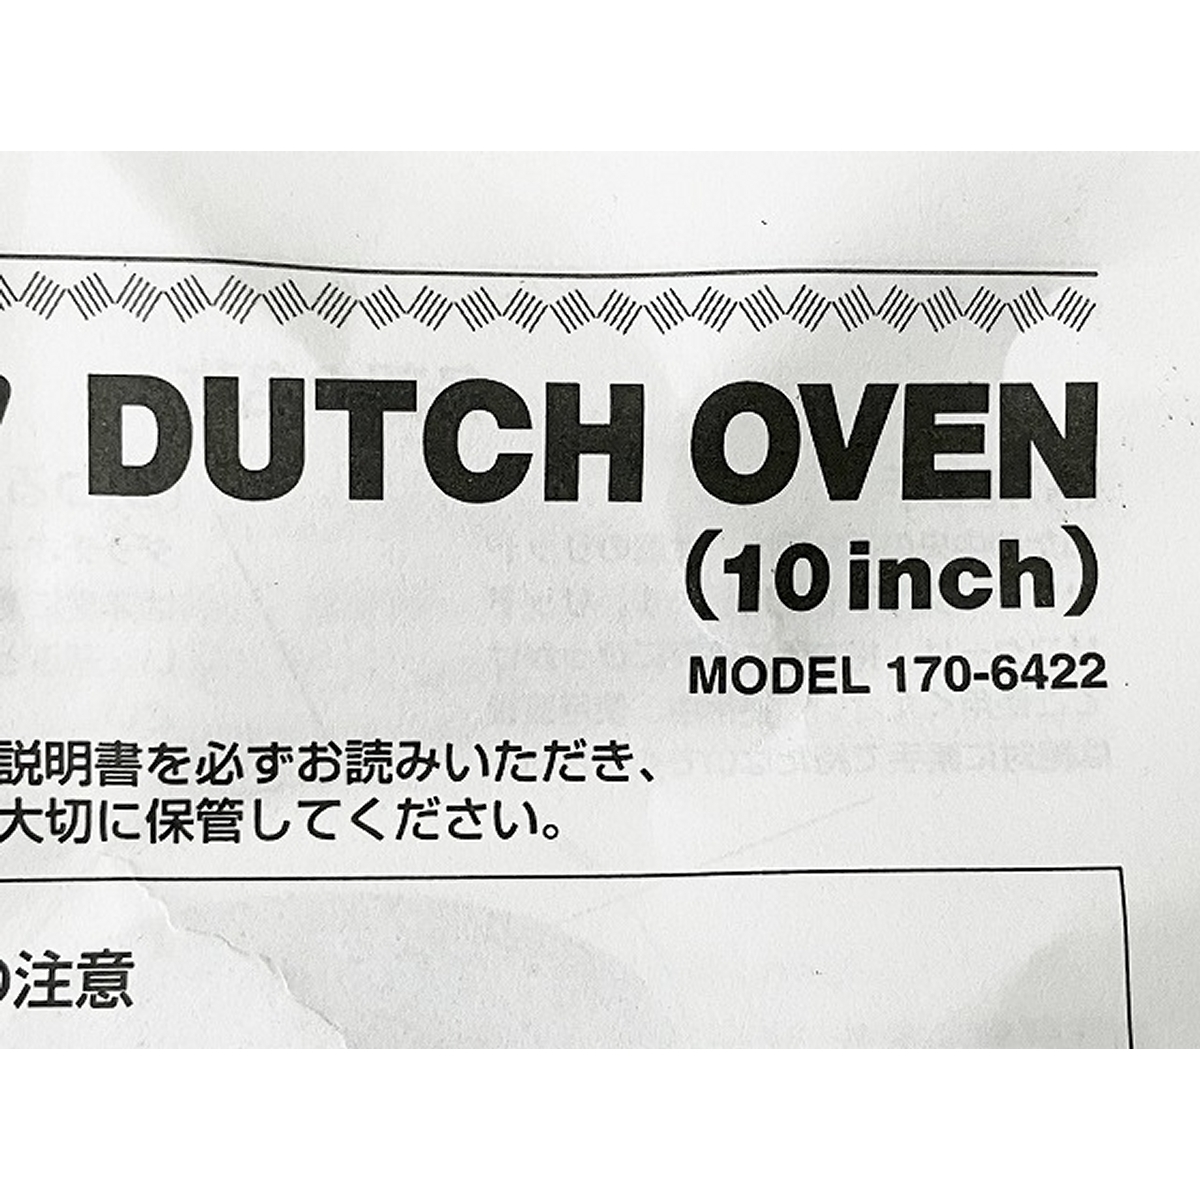 DUTCH OVEN
(10 inch)
MODEL 170-6422
説明書を必ずお読みいただき、
大切に保管してください。
の注意